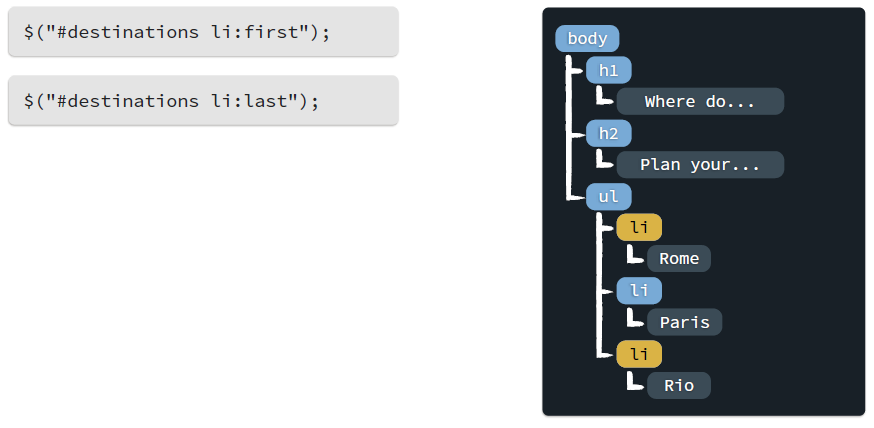 $("#destinations li:first");
$("#destinations li:last");
body
h1
Where do...
h2
Plan your...
ul
li
Rome
li
Paris
li
Rio